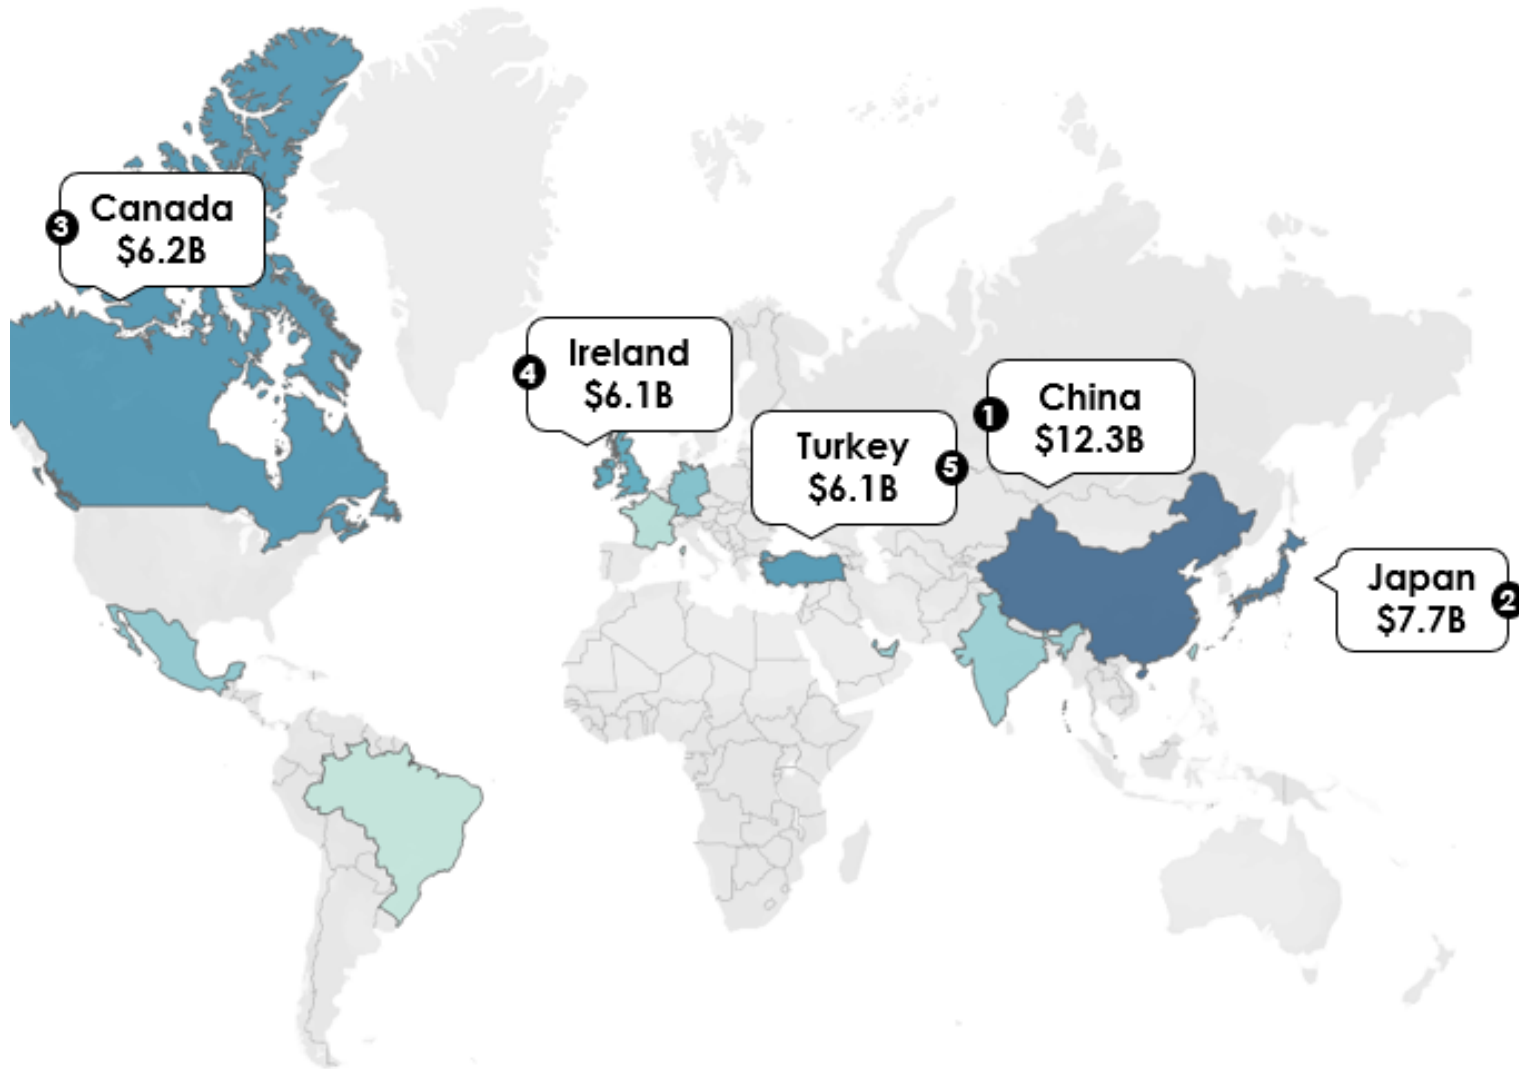 3
Canada
$6.2B
4
Ireland
$6.1B
Turkey
$6.1B
5
1
China
$12.3B
Japan
$7.7B
2